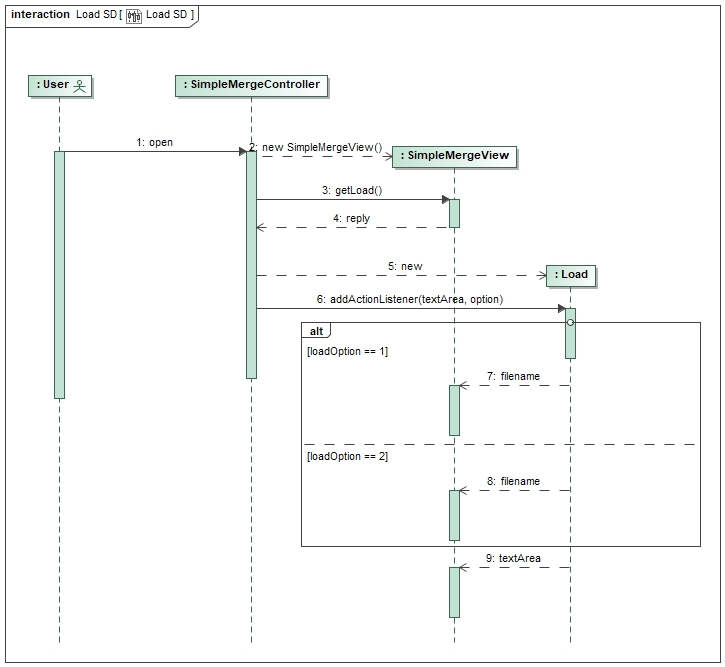 interaction Load SD[ Load SD ]
: User
: SimpleMergeController
1: open
2: new SimpleMergeView()
: SimpleMergeView
3: getLoad()
4: reply
5: new
: Load
6: addActionListener(textArea, option)
alt
[loadOption == 1]
7: filename
[loadOption == 2]
8: filename
9: textArea